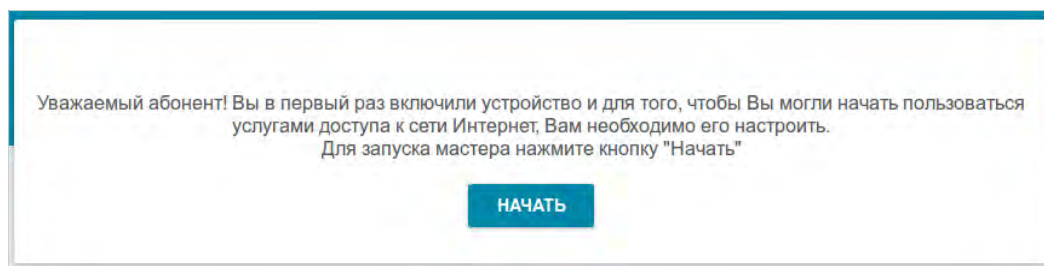 Уважаемый абонент! Вы в первый раз включили устройство и для того, чтобы Вы могли начать пользоваться
услугами доступа к сети Интернет, Вам необходимо его настроить.
Для запуска мастера нажмите кнопку "Начать"
НАЧАТЬ